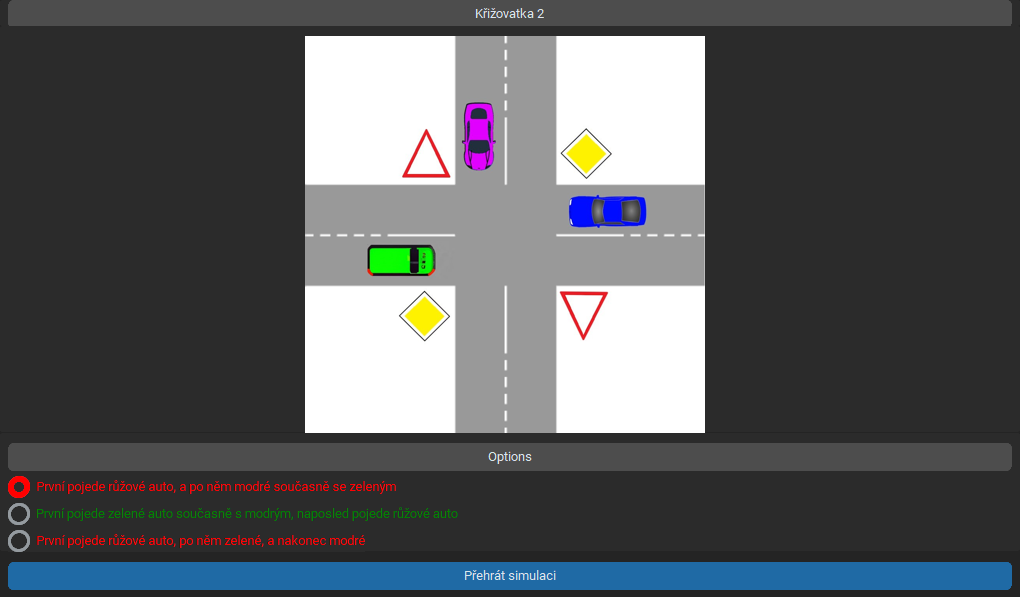 Křižovatka 2
Options
První pojede růžové auto, a po něm modré současně se zeleným
První pojede zelené auto současně s modrým, naposled pojede růžové auto
První pojede růžové auto, po něm zelené, a nakonec modré
Přehrát simulaci